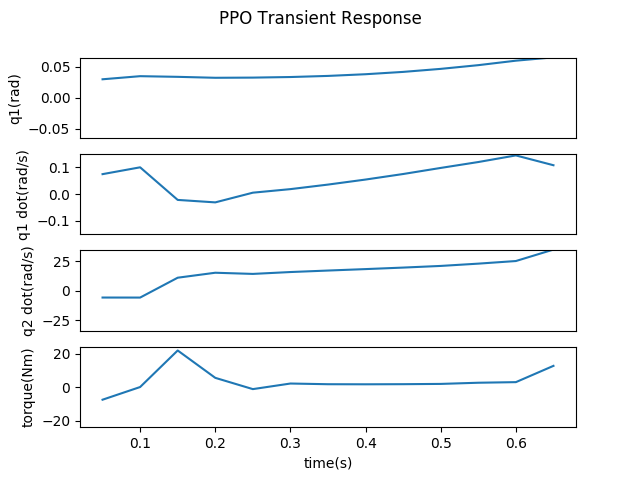 PPO Transient Response
q1(rad)
0.05
0.00
−0.05
q1 dot(rad/s)
0.1
0.0
−0.1
q2 dot(rad/s)
25
0
−25
torque(Nm)
20
0
−20
0.1 0.2 0.3 0.4 0.5 0.6
time(s)